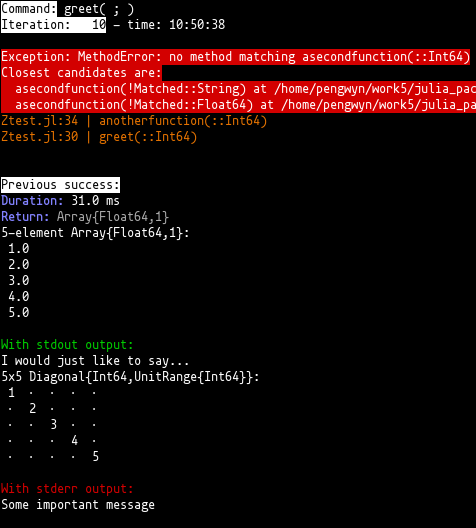 Command: greet( ; )
Iteration:   10 – time: 10:50:38
Exception: MethodError: no method matching asecondfunction(::Int64)
Closest candidates are:
  asecondfunction(!Matched::String) at /home/pengwyn/work5/julia_pac
  asecondfunction(!Matched::Float64) at /home/pengwyn/work5/julia_pa
Ztest.jl:34 | anotherfunction(::Int64)
Ztest.jl:30 | greet(::Int64)
Previous success:
Duration: 31.0 ms
Return: Array{Float64,1}
5-element Array{Float64,1}:
 1.0
 2.0
 3.0
 4.0
 5.0
With stdout output:
I would just like to say...
5x5 Diagonal{Int64,UnitRange{Int64}}:
 1  ⋅  ⋅  ⋅  ⋅
 ⋅  2  ⋅  ⋅  ⋅
 ⋅  ⋅  3  ⋅  ⋅
 ⋅  ⋅  ⋅  4  ⋅
 ⋅  ⋅  ⋅  ⋅  5
With stderr output:
Some important message